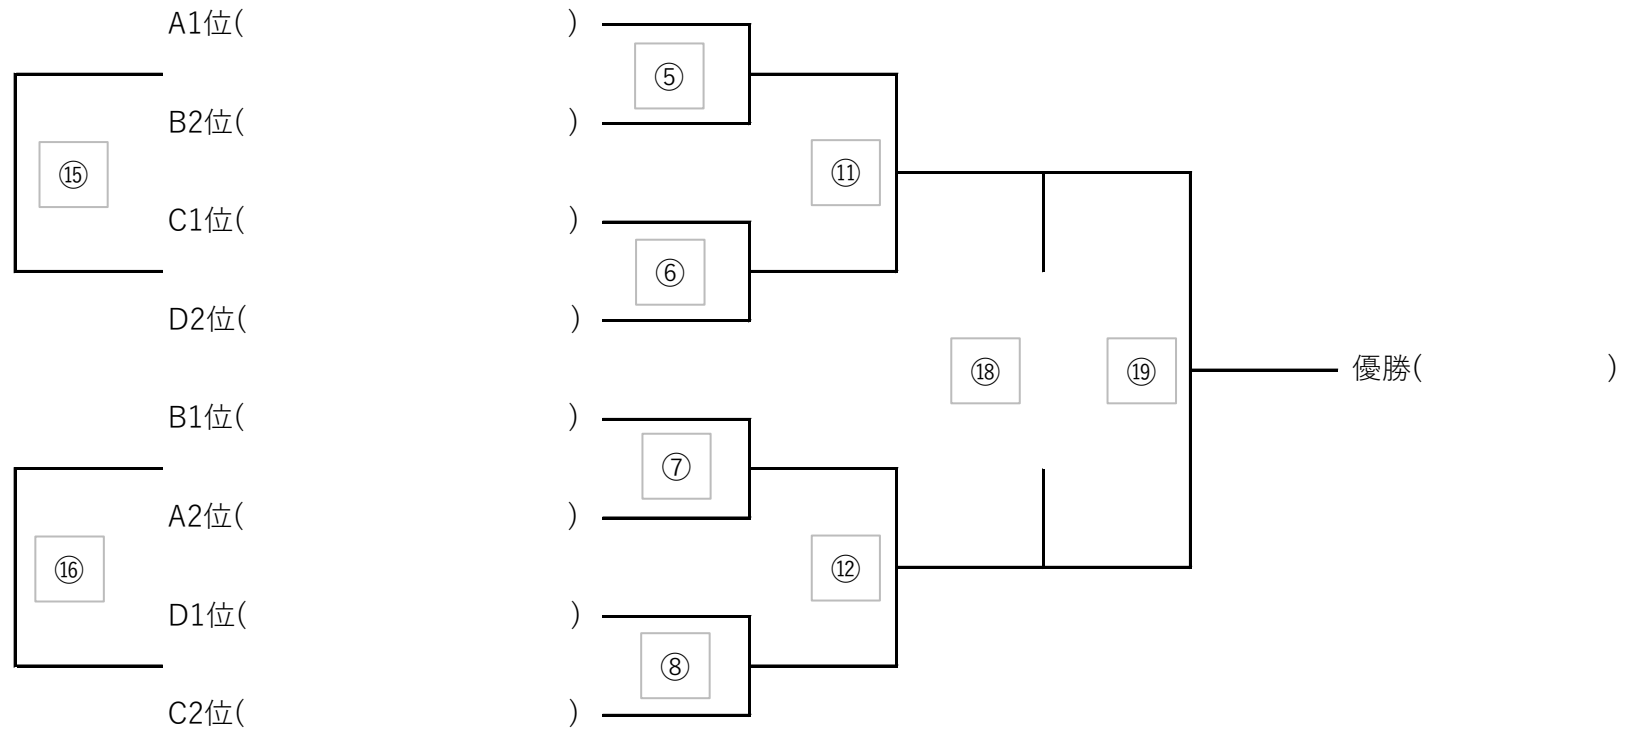 A1位( )
⑤
B2位( )
⑮
⑪
C1位( )
⑥
D2位( )
⑱
⑲
優勝( )
B1位( )
⑦
A2位( )
⑯
⑫
D1位( )
⑧
C2位( )